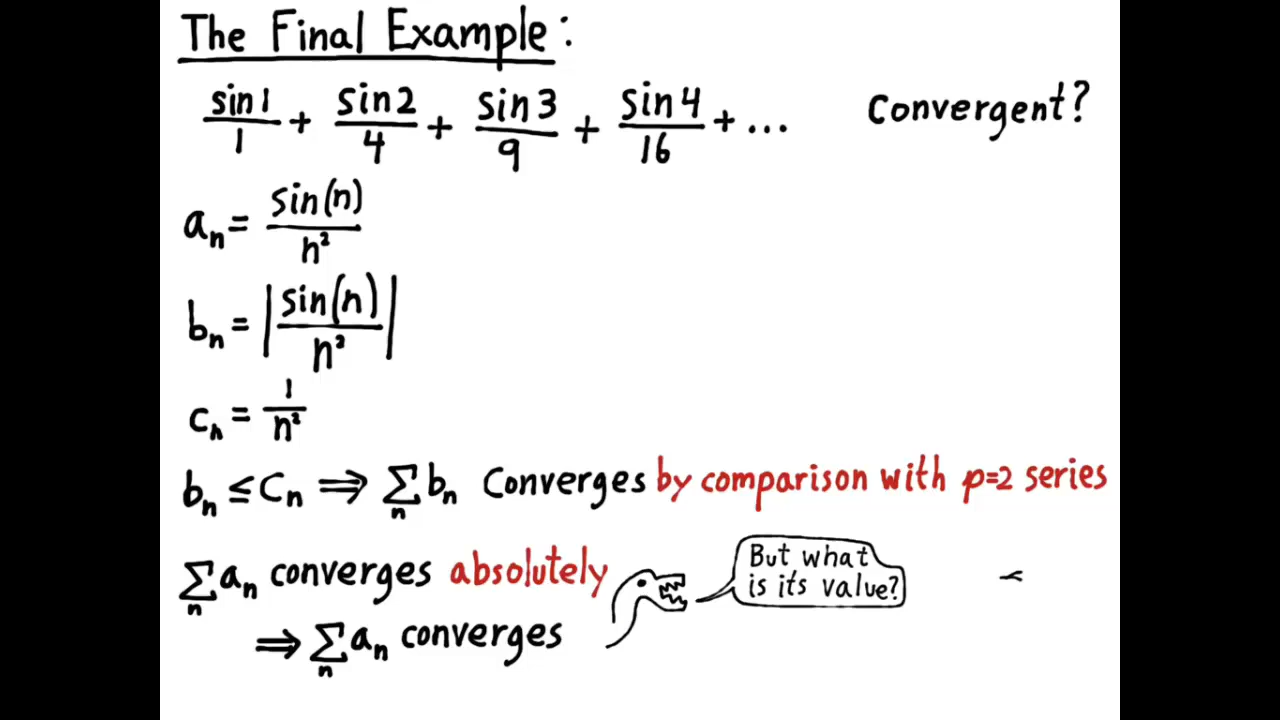 The Final Example:
sin1/1 + sin2/4 + sin3/9 + sin4/16 + ... Convergent?
aₙ = sin(n)/n²
bₙ = |sin(n)/n²|
cₙ = 1/n²
bₙ ≤ Cₙ ⟹ ∑ₙ bₙ Converges by comparison with p=2 series
∑ₙ aₙ converges absolutely
But what
is its value?
⟹ ∑ₙ aₙ converges